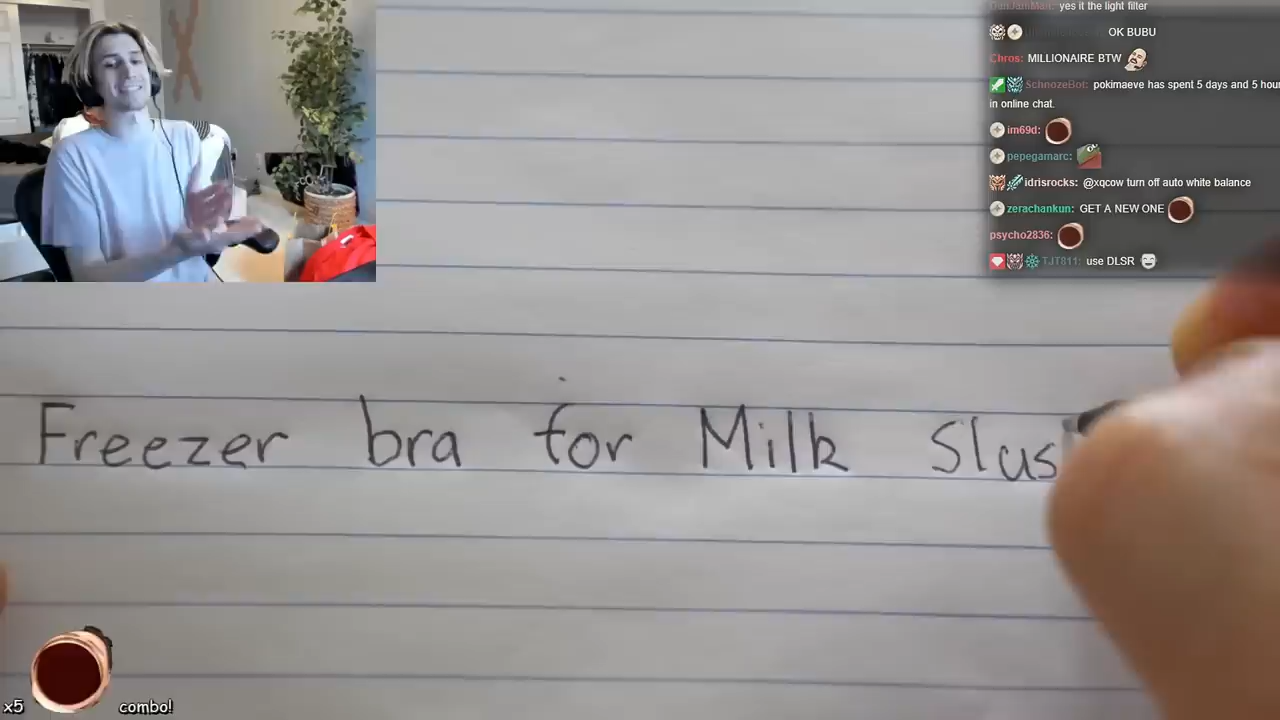 DanJamMan: yes it the light filter
OK BUBU
Chros: MILLIONAIRE BTW
SchnozeBot: pokimaeve has spent 5 days and 5 hour
in online chat.
im69d:
pepegamarc:
idrisrocks: @xqcow turn off auto white balance
zerachankun: GET A NEW ONE
psycho2836:
TJT811: use DLSR
Freezer bra for Milk Slus
x5 combo!